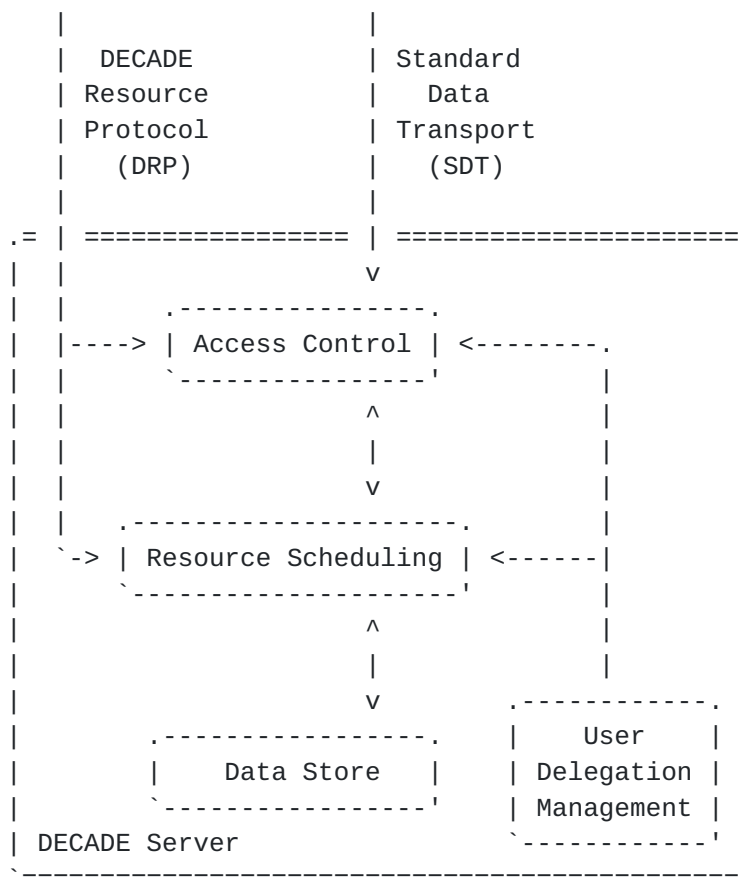 DECADE Standard
Resource Data
Protocol Transport
(DRP) (SDT)
Access Control
Resource Scheduling
User
Data Store Delegation
Management
DECADE Server